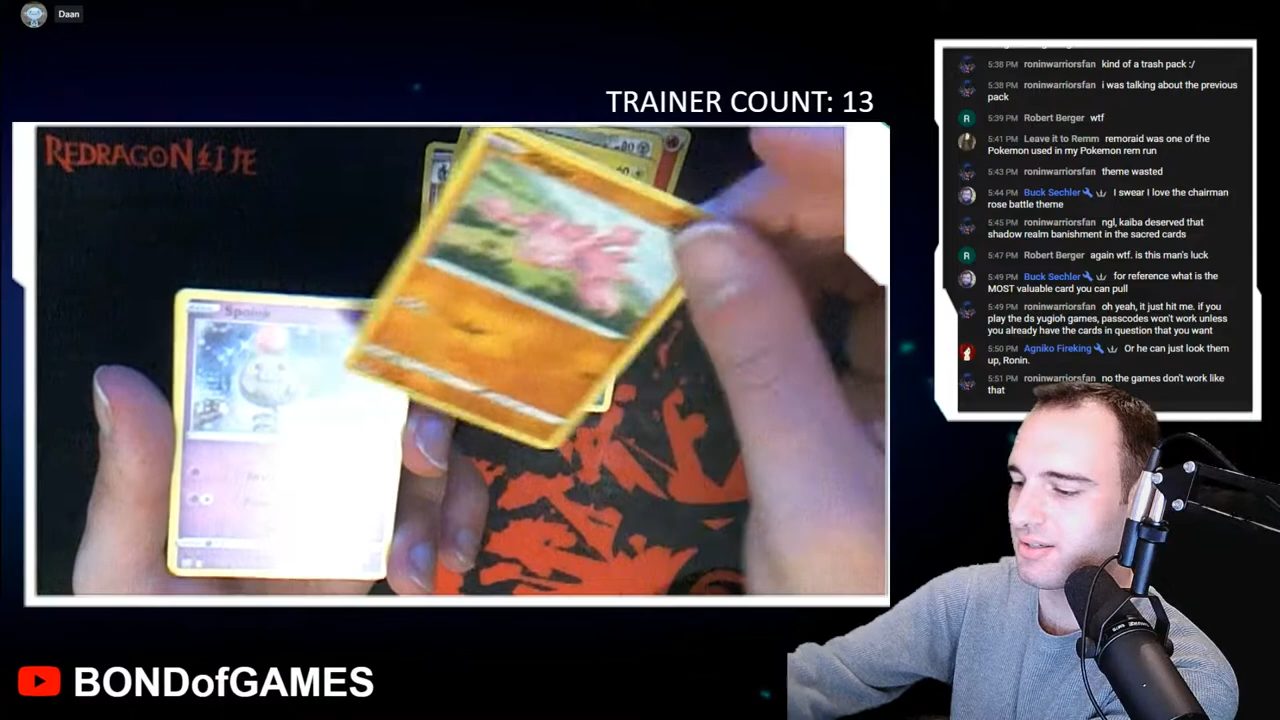 Daan
TRAINER COUNT: 13
REDRAGON
Spoink
5:38 PM roninwarriorsfan kind of a trash pack :/
5:38 PM roninwarriorsfan i was talking about the previous
pack
R
5:39 PM Robert Berger wtf
5:41 PM Leave it to Remm remoraid was one of the
Pokemon used in my Pokemon rem run
5:43 PM roninwarriorsfan theme wasted
5:44 PM Buck Sechler I swear I love the chairman
rose battle theme
5:45 PM roninwarriorsfan ngl, kaiba deserved that
shadow realm banishment in the sacred cards
R
5:47 PM Robert Berger again wtf. is this man's luck
5:49 PM Buck Sechler for reference what is the
MOST valuable card you can pull
5:49 PM roninwarriorsfan oh yeah, it just hit me. if you
play the ds yugioh games, passcodes won't work unless
you already have the cards in question that you want
5:50 PM Agniko Fireking Or he can just look them
up, Ronin.
5:51 PM roninwarriorsfan no the games don't work like
that
BONDofGAMES